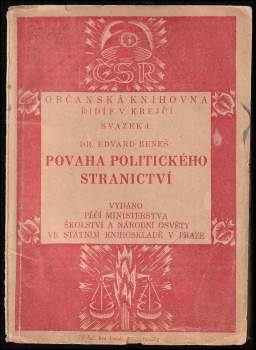 ČSR
OBČANSKÁ KNIHOVNA
ŘÍDÍ F. V. KREJČÍ
SVAZEK 4.
DR. EDVARD BENEŠ:
POVAHA POLITICKÉHO
STRANICTVÍ
VYDÁNO
PÉČÍ MINISTERSTVA
ŠKOLSTVÍ A NÁRODNÍ OSVĚTY
VE STÁTNÍM KNIHOSKLADĚ V PRAZE